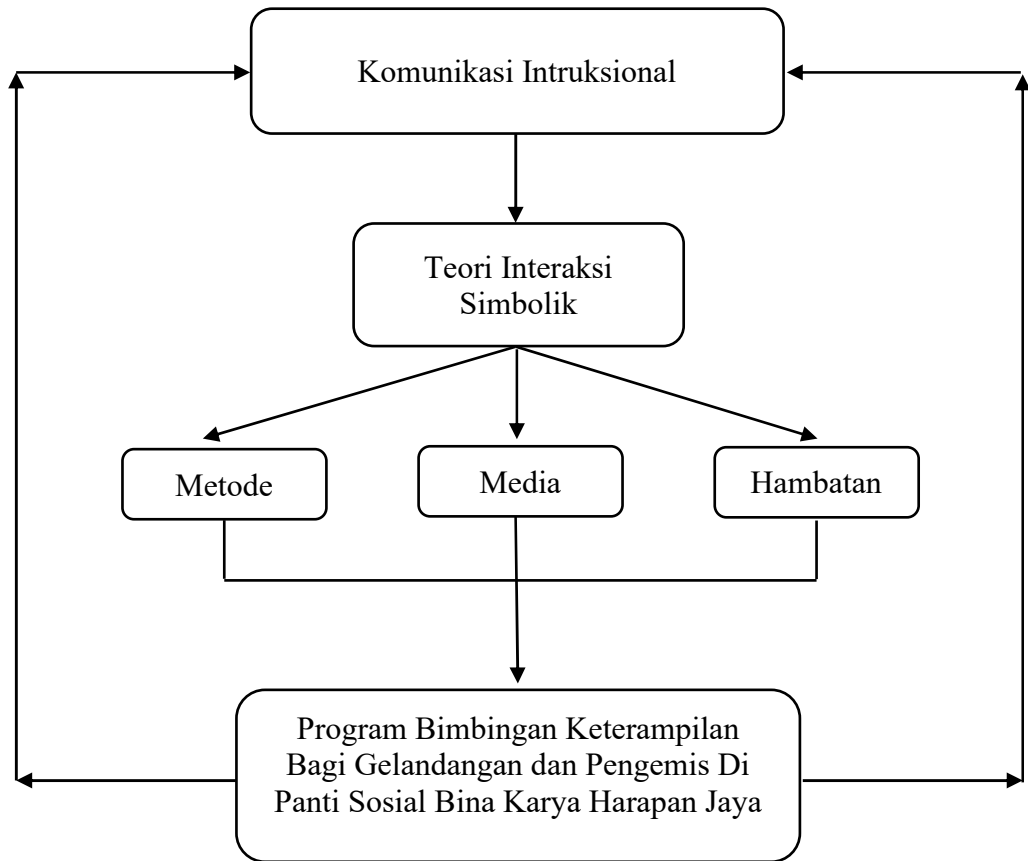 Komunikasi Intruksional
Teori Interaksi
Simbolik
Metode
Media
Hambatan
Program Bimbingan Keterampilan
Bagi Gelandangan dan Pengemis Di
Panti Sosial Bina Karya Harapan Jaya